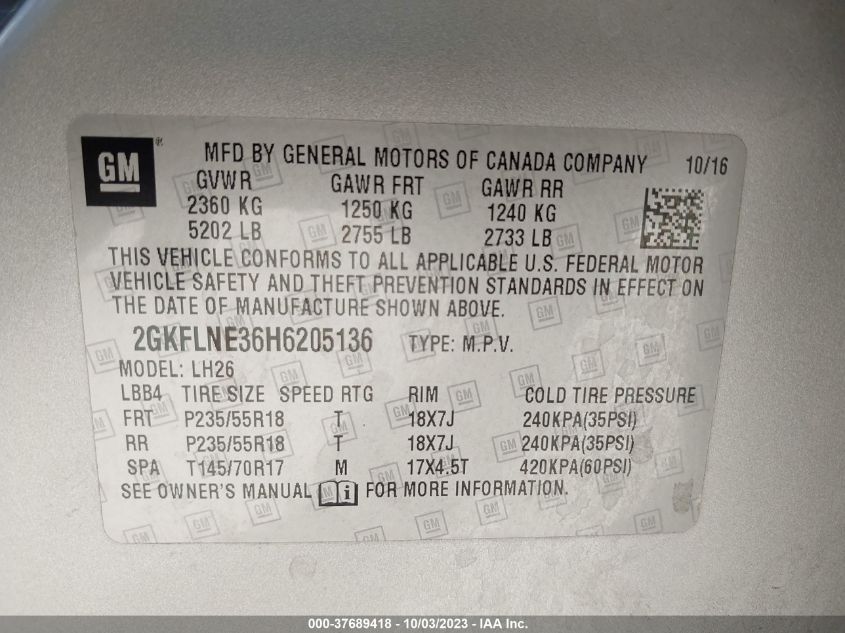 GM ® MFD BY GENERAL MOTORS OF CANADA COMPANY 10/16
GVWR GAWR FRT GAWR RR
2360 KG 1250 KG 1240 KG
5202 LB 2755 LB 2733 LB
THIS VEHICLE CONFORMS TO ALL APPLICABLE U.S. FEDERAL MOTOR
VEHICLE SAFETY AND THEFT PREVENTION STANDARDS IN EFFECT ON
THE DATE OF MANUFACTURE SHOWN ABOVE.
2GKFLNE36H6205136 TYPE: M.P.V.
MODEL: LH26
LBB4 TIRE SIZE SPEED RTG RIM COLD TIRE PRESSURE
FRT P235/55R18 T 18X7J 240KPA(35PSI)
RR P235/55R18 T 18X7J 240KPA(35PSI)
SPA T145/70R17 M 17X4.5T 420KPA(60PSI)
SEE OWNER'S MANUAL i FOR MORE INFORMATION.
000-37689418 - 10/03/2023 - IAA Inc.